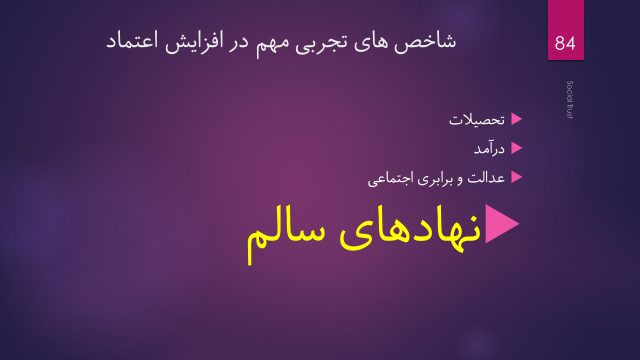 شاخص های تجربی مهم در افزایش اعتماد
84
Social Trust
تحصیلات
درآمد
عدالت و برابری اجتماعی
نهادهای سالم